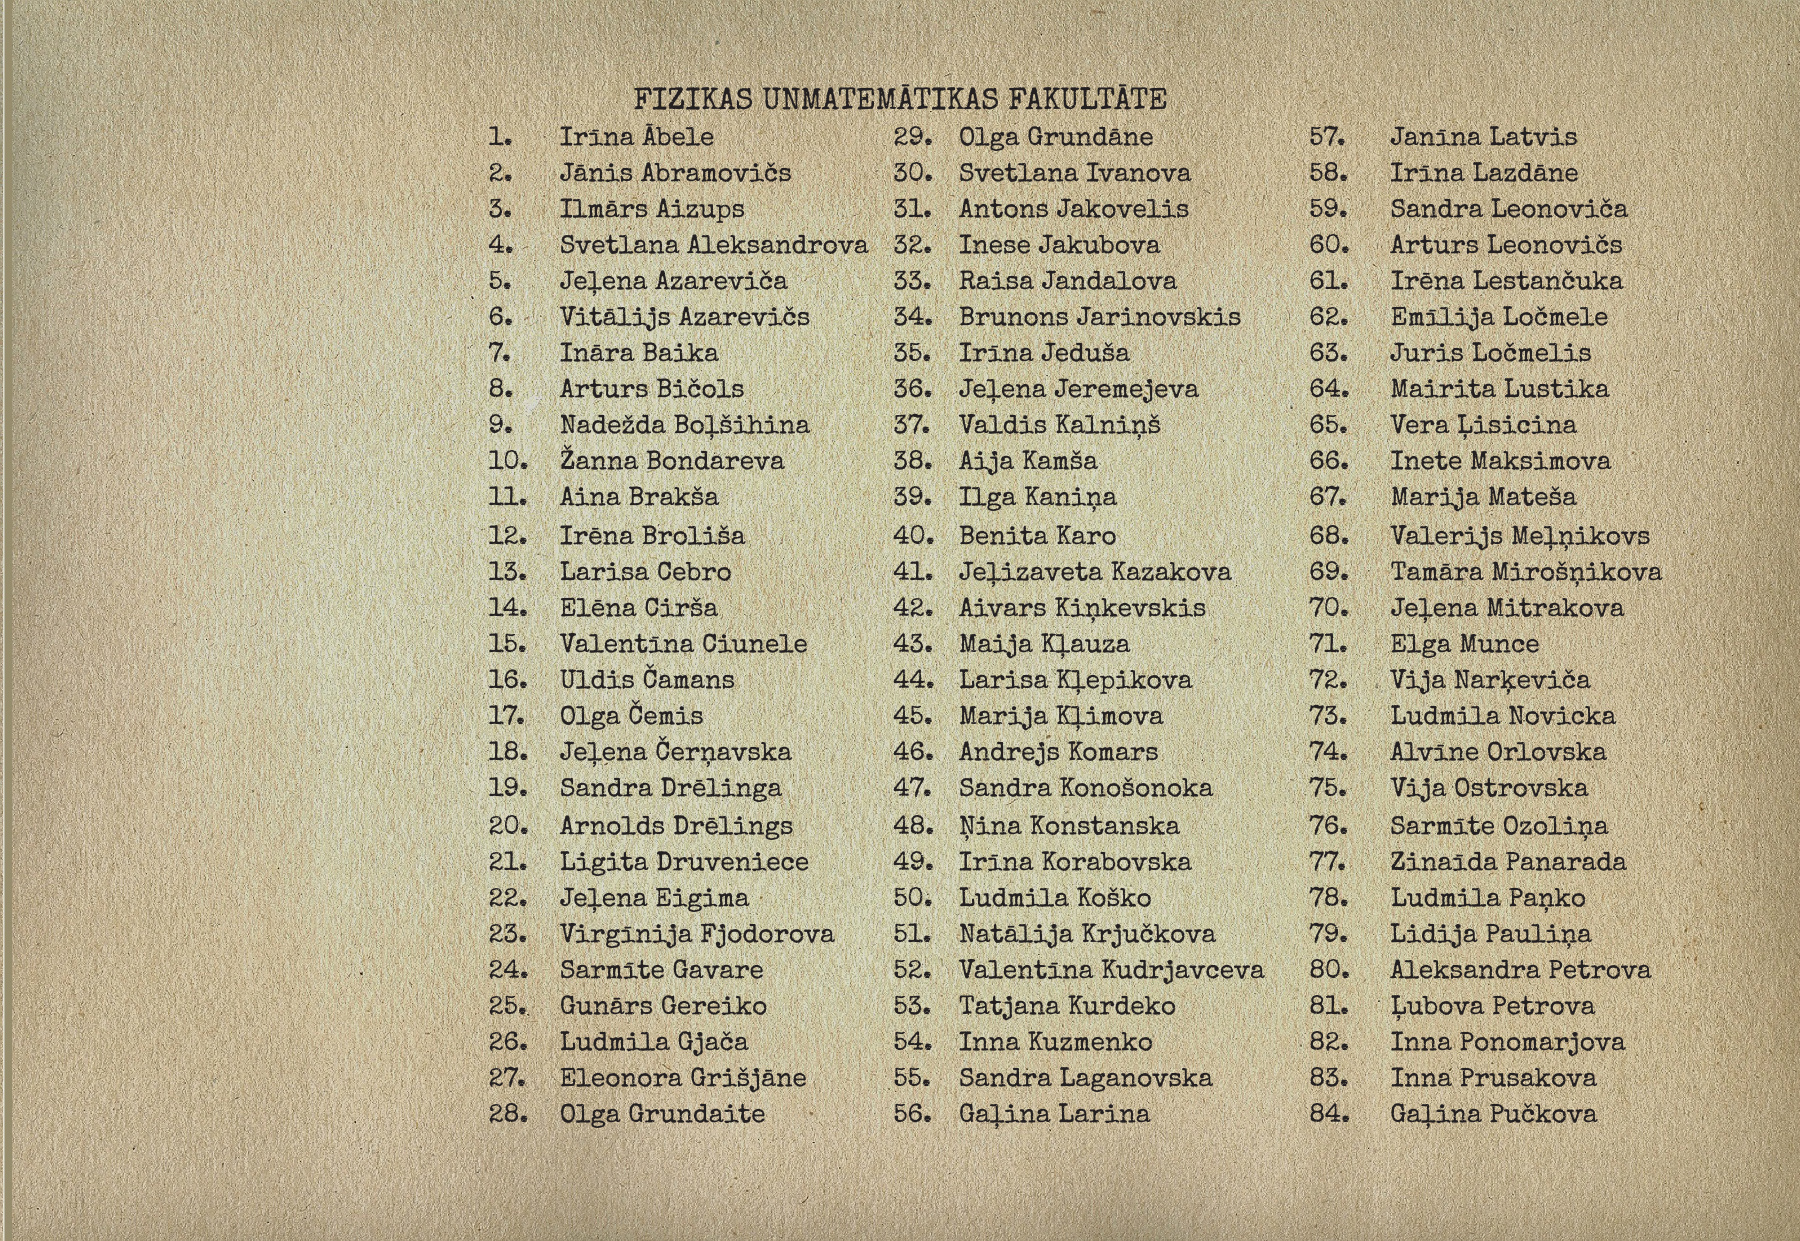 FIZIKAS UNMATEMĀTIKAS FAKULTĀTE
1. Irīna Ābele
2. Jānis Abramovičs
3. Ilmārs Aizups
4. Svetlana Aleksandrova
5. Jeļena Azareviča
6. Vitālijs Azarevičs
7. Ināra Baika
8. Arturs Bičols
9. Nadežda Boļšihina
10. Žanna Bondareva
11. Aina Brakša
12. Irēna Broliša
13. Larisa Cebro
14. Elēna Cirša
15. Valentīna Ciunele
16. Uldis Čamans
17. Olga Čemis
18. Jeļena Čerņavska
19. Sandra Drēlinga
20. Arnolds Drēlings
21. Ligita Druveniece
22. Jeļena Eigima
23. Virgīnija Fjodorova
24. Sarmīte Gavare
25. Gunārs Gereiko
26. Ludmila Gjača
27. Eleonora Grišjāne
28. Olga Grundaite
29. Olga Grundāne
30. Svetlana Ivanova
31. Antons Jakovelis
32. Inese Jakubova
33. Raisa Jandalova
34. Brunons Jarinovskis
35. Irīna Jeduša
36. Jeļena Jeremejeva
37. Valdis Kalniņš
38. Aija Kamša
39. Ilga Kaniņa
40. Benita Karo
41. Jeļizaveta Kazakova
42. Aivars Kiņkevskis
43. Maija Kļauza
44. Larisa Kļepikova
45. Marija Kļimova
46. Andrejs Komars
47. Sandra Konošonoka
48. Ņina Konstanska
49. Irīna Korabovska
50. Ludmila Koško
51. Natālija Krjučkova
52. Valentīna Kudrjavceva
53. Tatjana Kurdeko
54. Inna Kuzmenko
55. Sandra Laganovska
56. Gaļina Larina
57. Janīna Latvis
58. Irīna Lazdāne
59. Sandra Leonoviča
60. Arturs Leonovičs
61. Irēna Lestančuka
62. Emīlija Ločmele
63. Juris Ločmelis
64. Mairita Lustika
65. Vera Ļisicina
66. Inete Maksimova
67. Marija Mateša
68. Valerijs Meļņikovs
69. Tamāra Mirošņikova
70. Jeļena Mitrakova
71. Elga Munce
72. Vija Narķeviča
73. Ludmila Novicka
74. Alvīne Orlovska
75. Vija Ostrovska
76. Sarmīte Ozoliņa
77. Zinaīda Panarada
78. Ludmila Paņko
79. Lidija Pauliņa
80. Aleksandra Petrova
81. Ļubova Petrova
82. Inna Ponomarjova
83. Inna Prusakova
84. Gaļina Pučkova